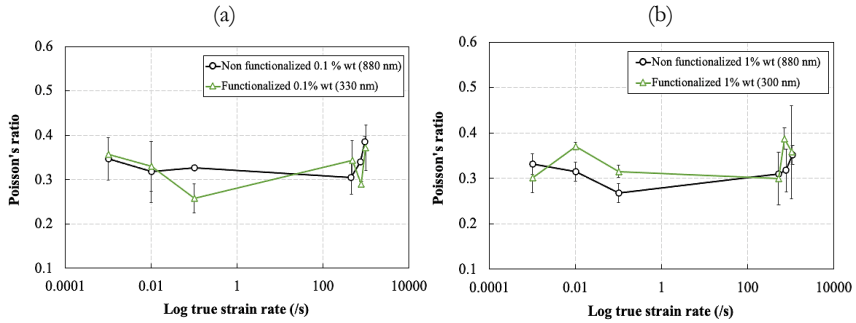 (a)
0.6
0.5
0.4
0.3
0.2
0.1
Poisson's ratio
Non functionalized 0.1 % wt (880 nm)
Functionalized 0.1% wt (330 nm)
0.0001
0.01
1
100
10000
Log true strain rate (/s)
(b)
0.6
0.5
0.4
0.3
0.2
0.1
Poisson's ratio
Non functionalized 1% wt (880 nm)
Functionalized 1% wt (300 nm)
0.0001
0.01
1
100
10000
Log true strain rate (/s)